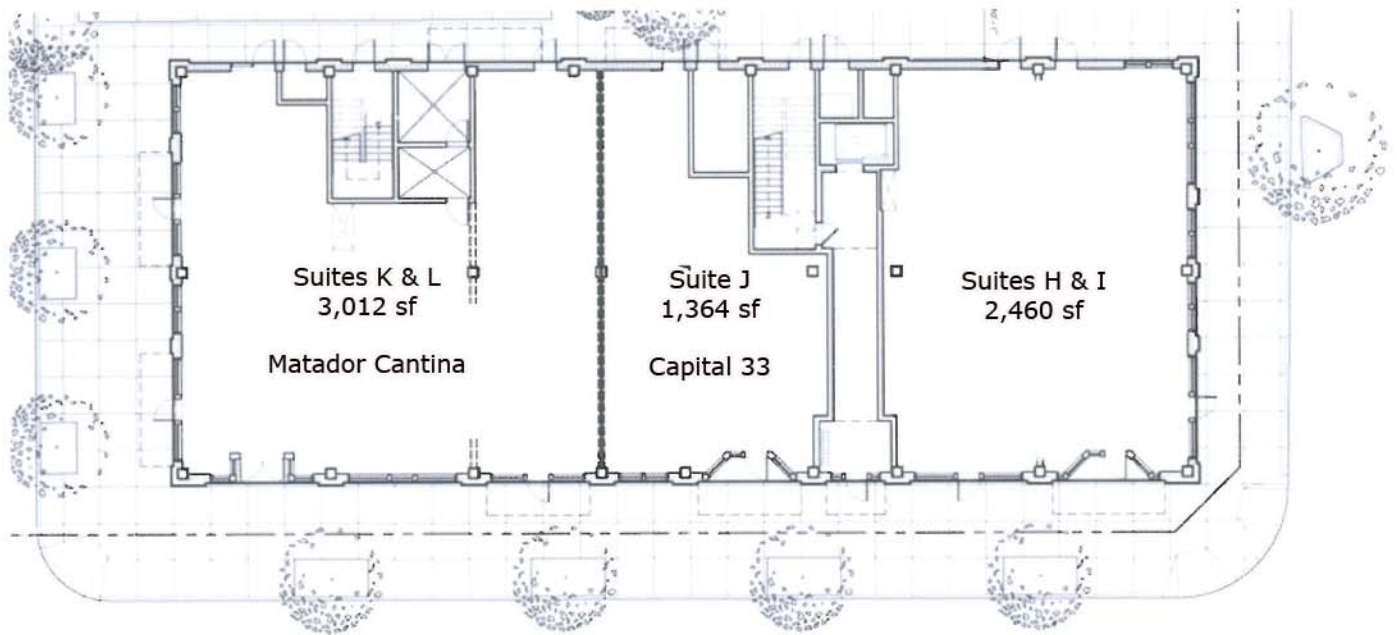 Suites K & L
3,012 sf
Matador Cantina
Suite J
1,364 sf
Capital 33
Suites H & I
2,460 sf